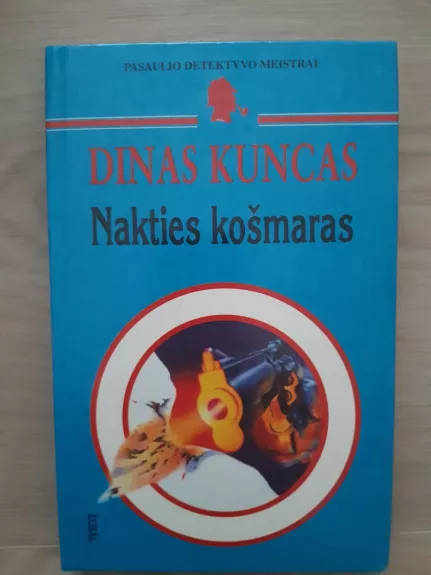 PASAULIO DETEKTYVO MEISTRAI
DINAS KUNCAS
Nakties košmaras